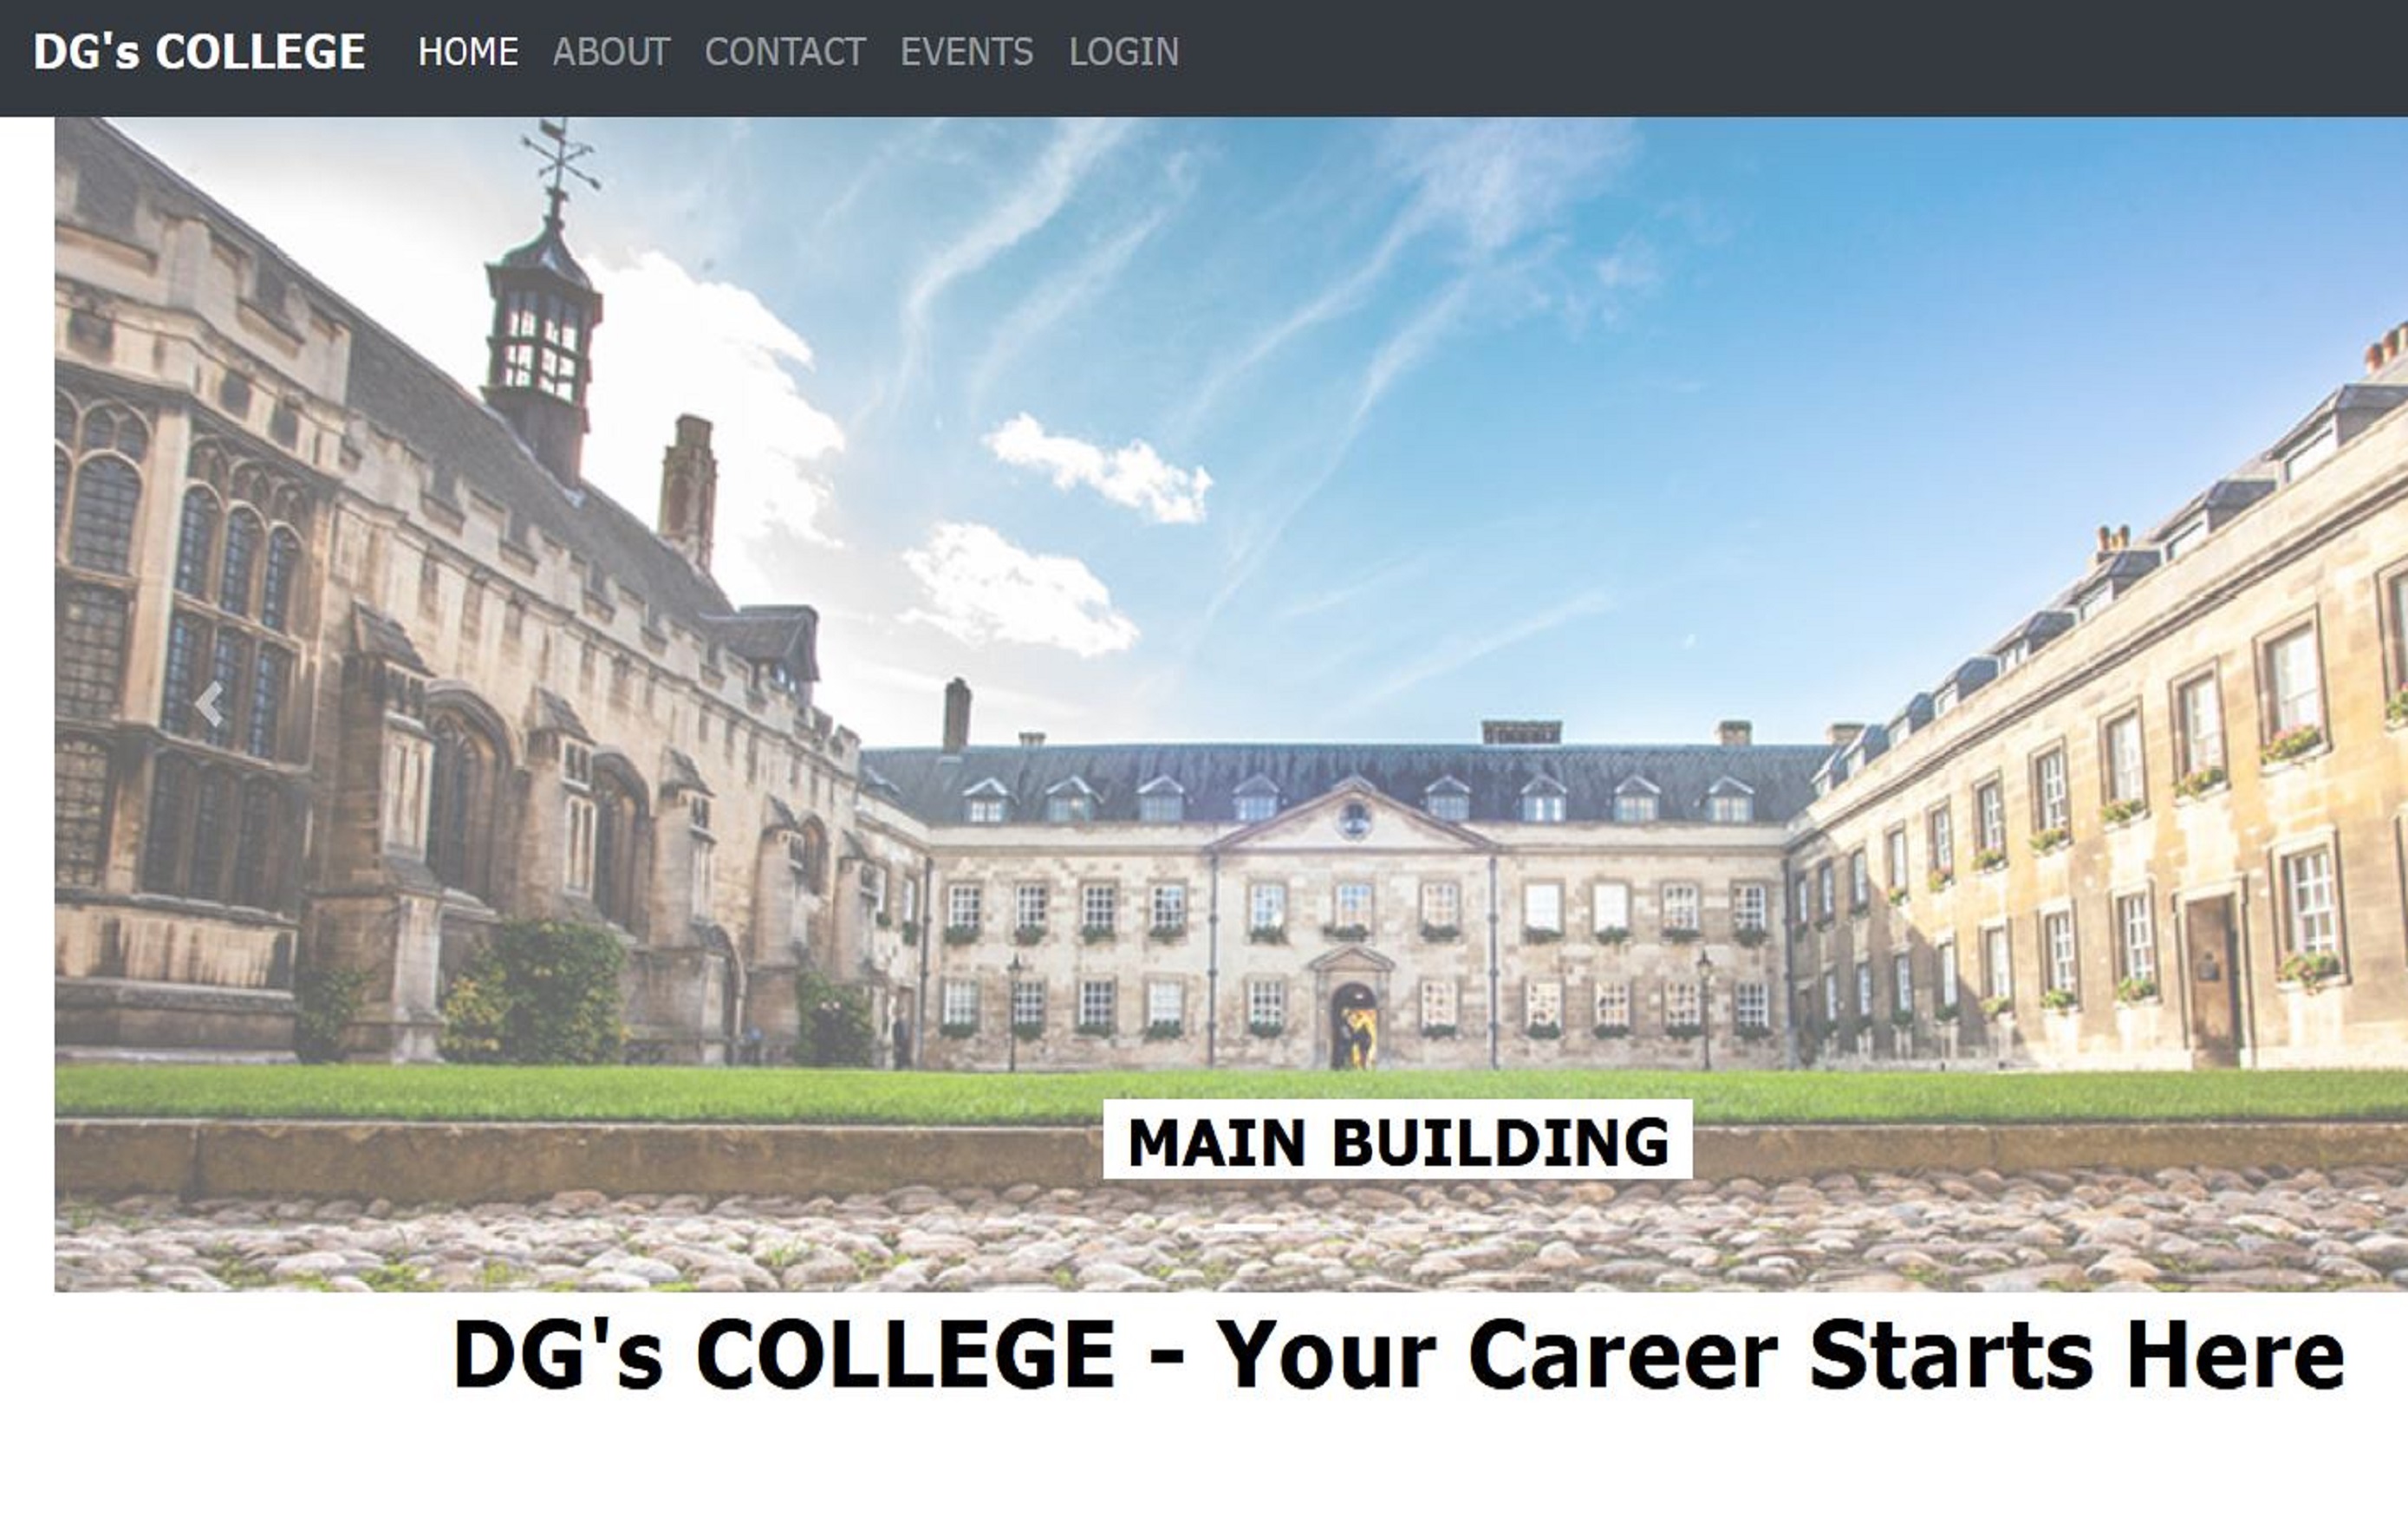 DG's COLLEGE HOME ABOUT CONTACT EVENTS LOGIN
MAIN BUILDING
DG's COLLEGE - Your Career Starts Here